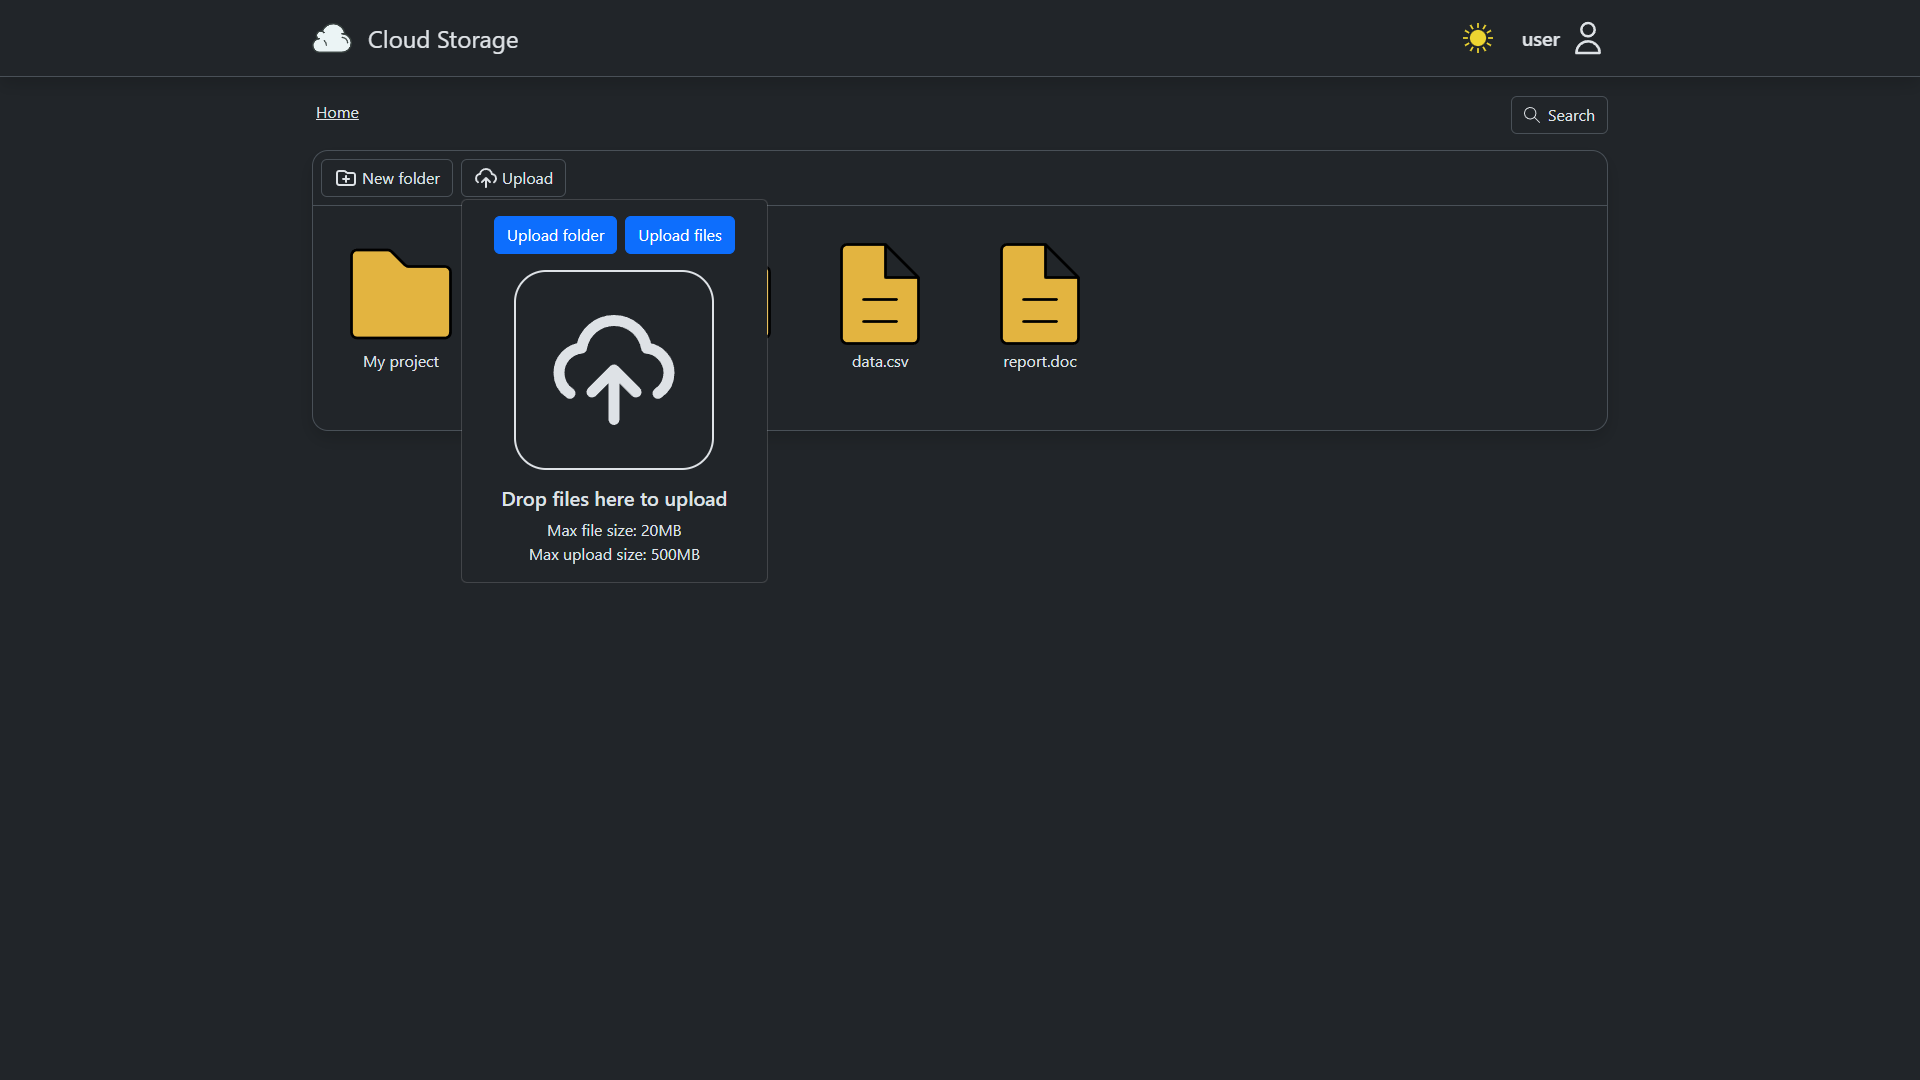 Cloud Storage
user
Home
Search
New folder
Upload
Upload folder
Upload files
Drop files here to upload
Max file size: 20MB
Max upload size: 500MB
My project
data.csv
report.doc